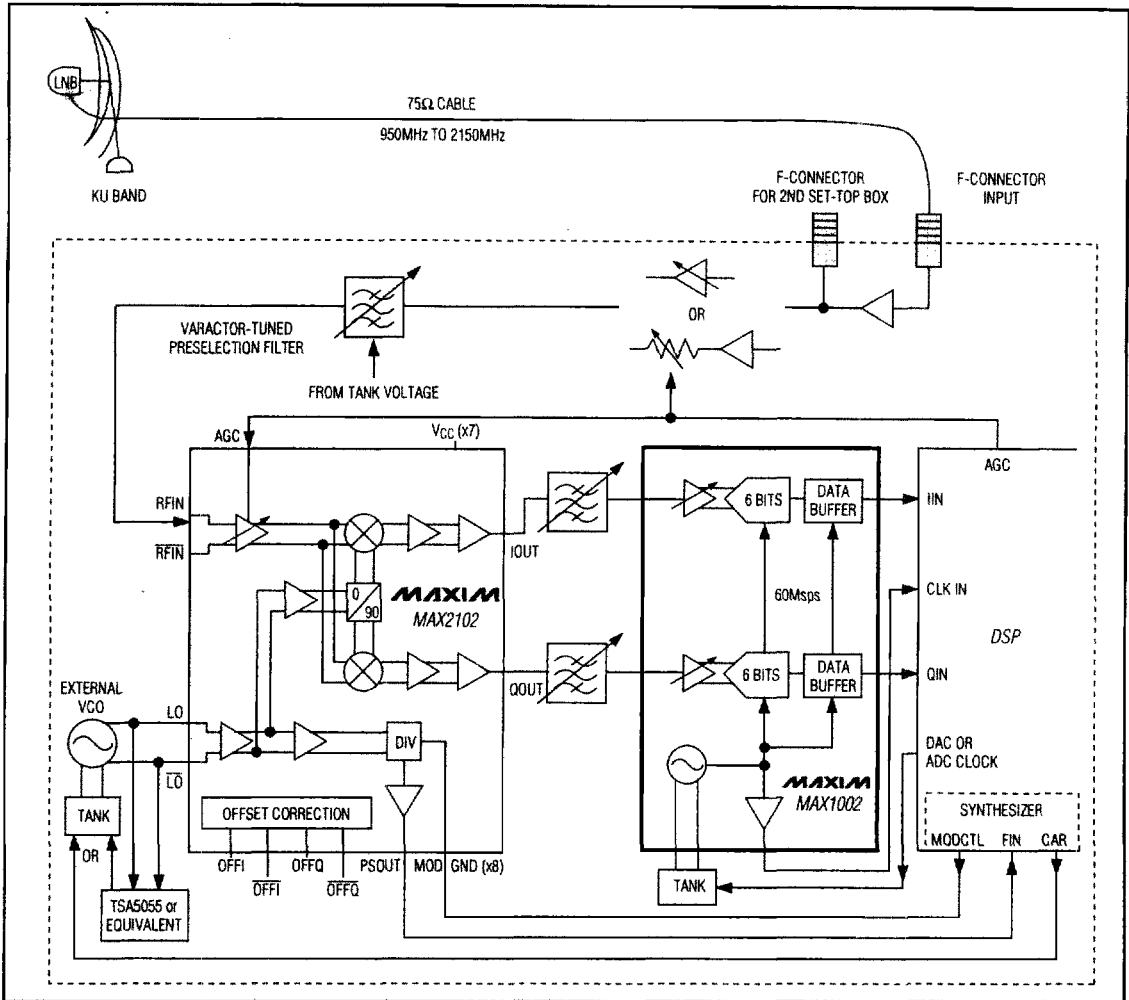 LNB
75Ω CABLE
950MHz TO 2150MHz
KU BAND
F-CONNECTOR
FOR 2ND SET-TOP BOX
F-CONNECTOR
INPUT
VARACTOR-TUNED
PRESELECTION FILTER
FROM TANK VOLTAGE
OR
AGC
VCC (x7)
AGC
RFIN
R̅F̅I̅N̅
IOUT
0
90
MAXIM
MAX2102
QOUT
6 BITS
DATA
BUFFER
IIN
60Msps
CLK IN
DSP
6 BITS
DATA
BUFFER
QIN
EXTERNAL
VCO
LO
L̅O̅
DIV
TANK
OR
OFFSET CORRECTION
OFFI
O̅F̅F̅I̅
OFFQ
O̅F̅F̅Q̅
PSOUT
MOD
GND (x8)
TSA5055 or
EQUIVALENT
MAXIM
MAX1002
TANK
DAC OR
ADC CLOCK
SYNTHESIZER
MODCTL
FIN
CAR